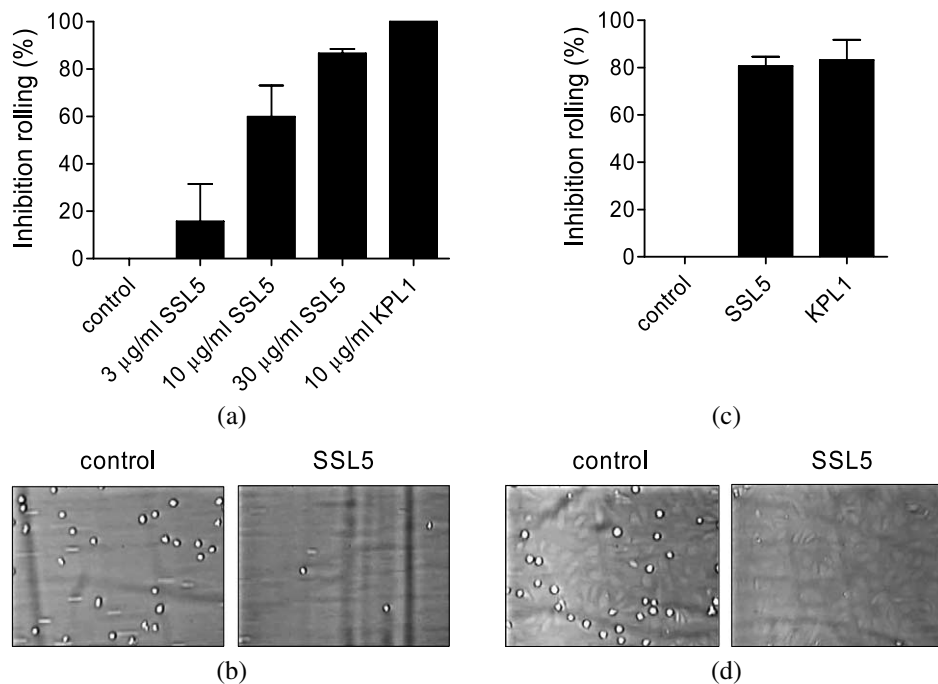 Inhibition rolling (%)
100
80
60
40
20
0
control
3 µg/ml SSL5
10 µg/ml SSL5
30 µg/ml SSL5
10 µg/ml KPL1
(a)
Inhibition rolling (%)
100
80
60
40
20
0
control
SSL5
KPL1
(c)
control
SSL5
(b)
control
SSL5
(d)